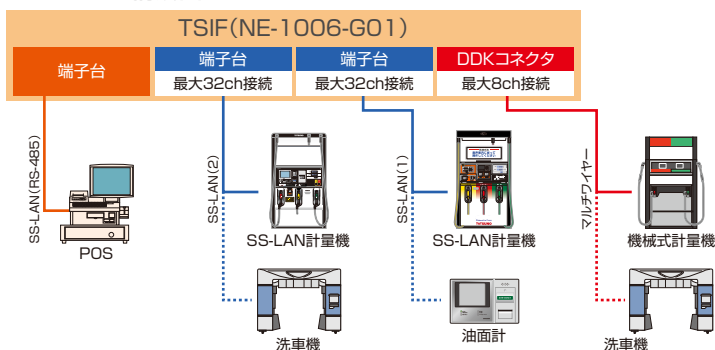 TSIF(NE-1006-G01)
端子台
端子台
最大32ch接続
端子台
最大32ch接続
DDKコネクタ
最大8ch接続
SS-LAN(RS-485)
POS
SS-LAN(2)
SS-LAN計量機
洗車機
SS-LAN(1)
SS-LAN計量機
油面計
マルチワイヤー
機械式計量機
洗車機